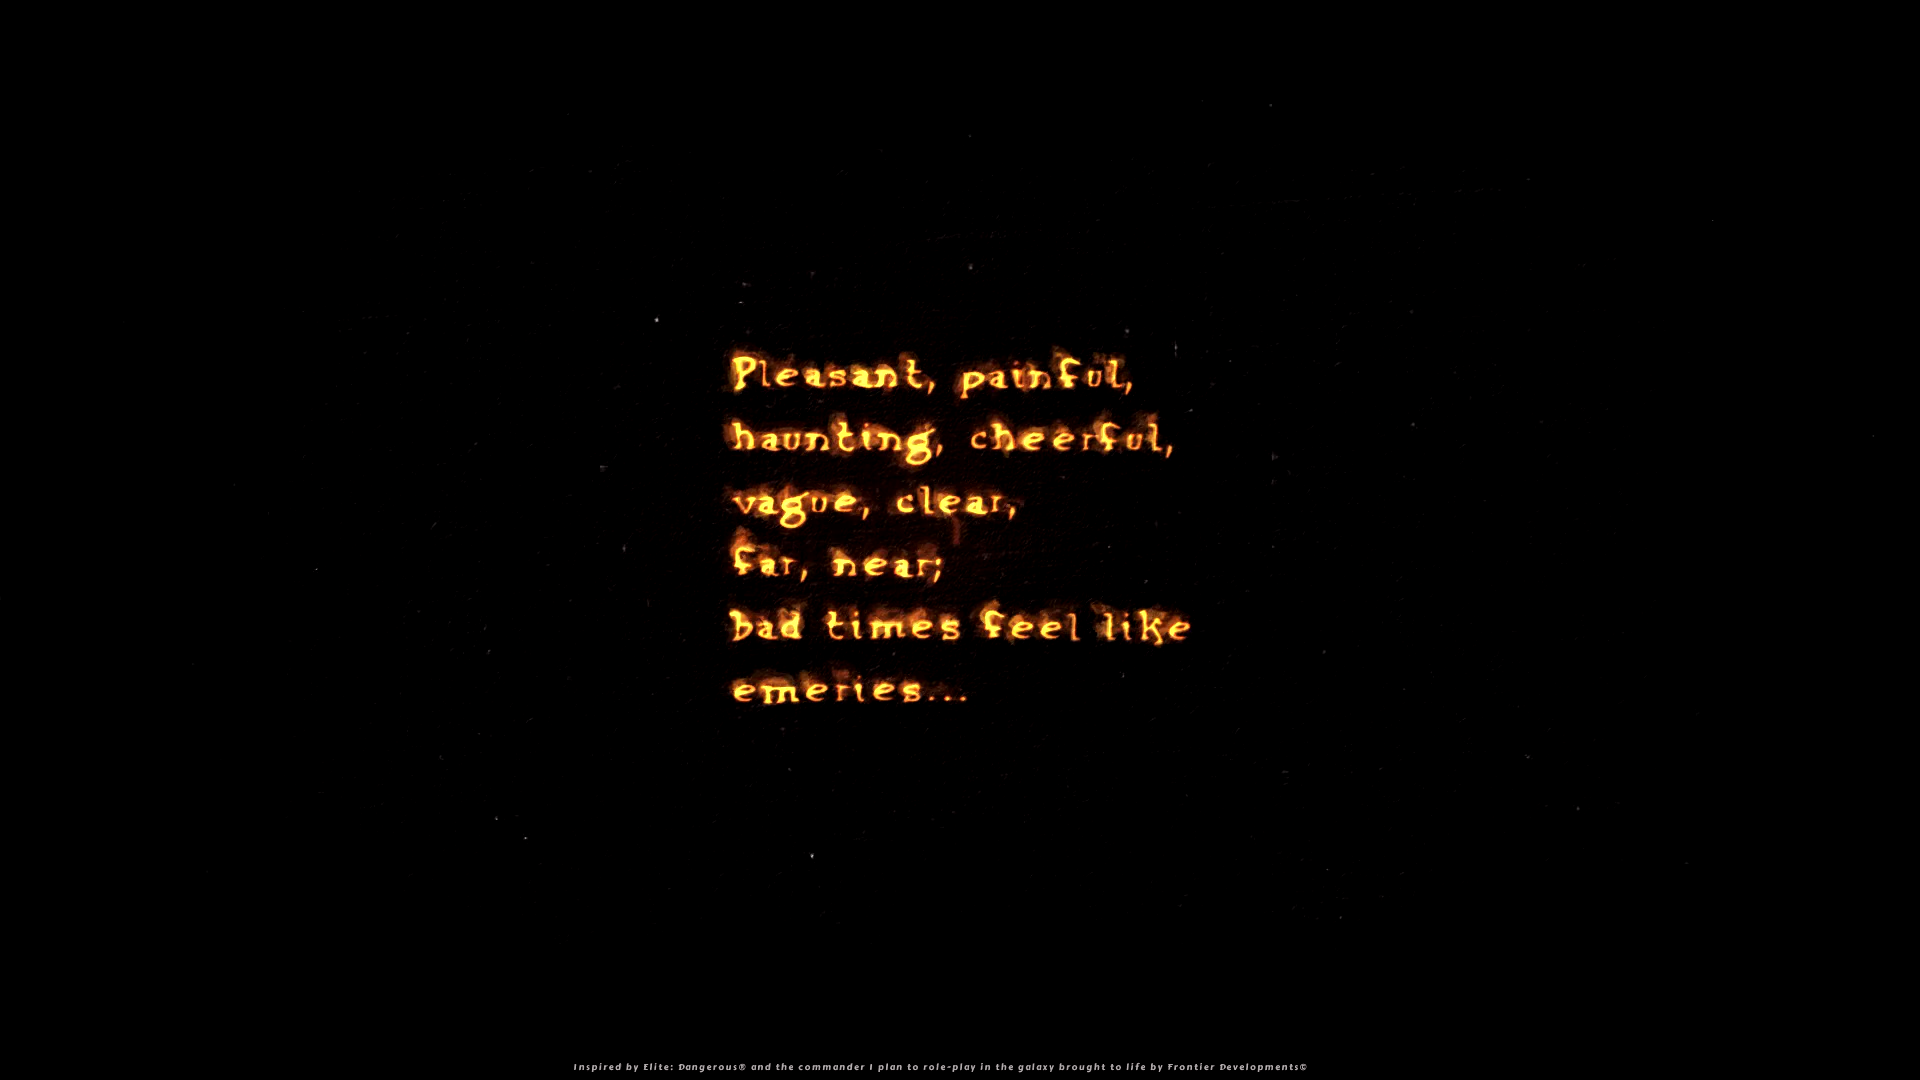 Pleasant, painful,
haunting, cheerful,
vague, clear,
far, near;
bad times feel like
emeries...
Inspired by Elite: Dangerous® and the commander I plan to role-play in the galaxy brought to life by Frontier Developments©